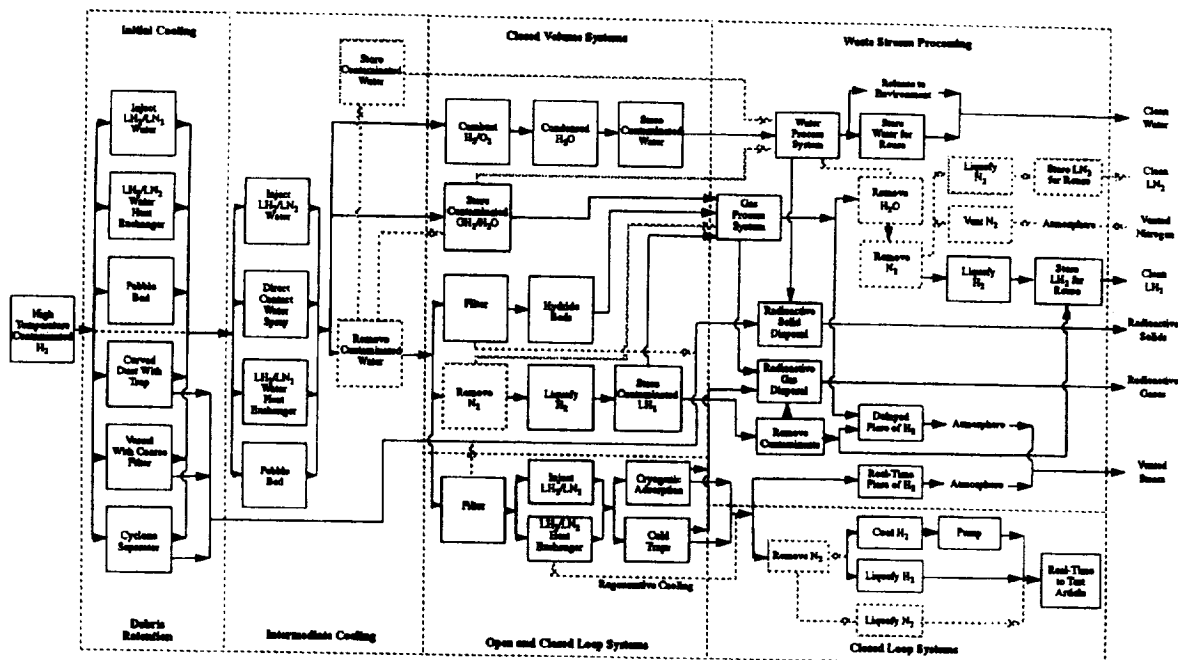 Initial Cooling
Closed Volume Systems
Waste Stream Processing
Store
Contaminated
Water
Inject
LH2/LN2
Water
Combust
H2/O2
Condensed
H2O
Store
Contaminated
Water
Water
Process
System
Release to
Environment
Store
Water for
Reuse
Clean
Water
LH2/LN2
Water
Heat
Exchanger
Inject
LH2/LN2
Water
Store
Contaminated
GH2/H2O
Gas
Process
System
Remove
H2O
Liquefy
N2
Store LN2
for Reuse
Clean
LN2
Vent N2
Atmosphere
Vented
Nitrogen
Remove
N2
Liquefy
H2
Store
LH2 for
Reuse
Clean
LH2
Pebble
Bed
Direct
Contact
Water
Spray
Filter
Hydride
Beds
High
Temperature
Contaminated
H2
Remove
Contaminated
Water
Radioactive
Solid
Disposal
Radioactive
Solids
Curved
Duct With
Trap
LH2/LN2
Water
Heat
Exchanger
Remove
N2
Liquefy
H2
Store
Contaminated
LH2
Radioactive
Gas
Disposal
Radioactive
Gases
Vessel
With Coarse
Filter
Pebble
Bed
Remove
Contaminants
Delayed
Flare of H2
Atmosphere
Real-Time
Flare of H2
Atmosphere
Vented
Steam
Cyclone
Separator
Filter
Inject
LH2/LN2
LH2/LN2
Heat
Exchanger
Cryogenic
Adsorption
Cold
Traps
Regenerative Cooling
Remove N2
Cool H2
Pump
Liquefy H2
Liquefy N2
Real-Time
to Test
Article
Debris
Retention
Intermediate Cooling
Open and Closed Loop Systems
Closed Loop Systems